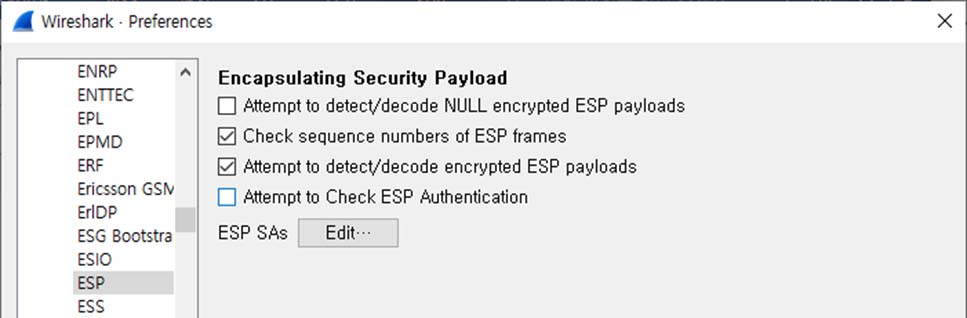 Wireshark · Preferences
ENRP
ENTTEC
EPL
EPMD
ERF
Ericsson GSM
ErlDP
ESG Bootstra
ESIO
ESP
ESS
Encapsulating Security Payload
Attempt to detect/decode NULL encrypted ESP payloads
Check sequence numbers of ESP frames
Attempt to detect/decode encrypted ESP payloads
Attempt to Check ESP Authentication
ESP SAs Edit…